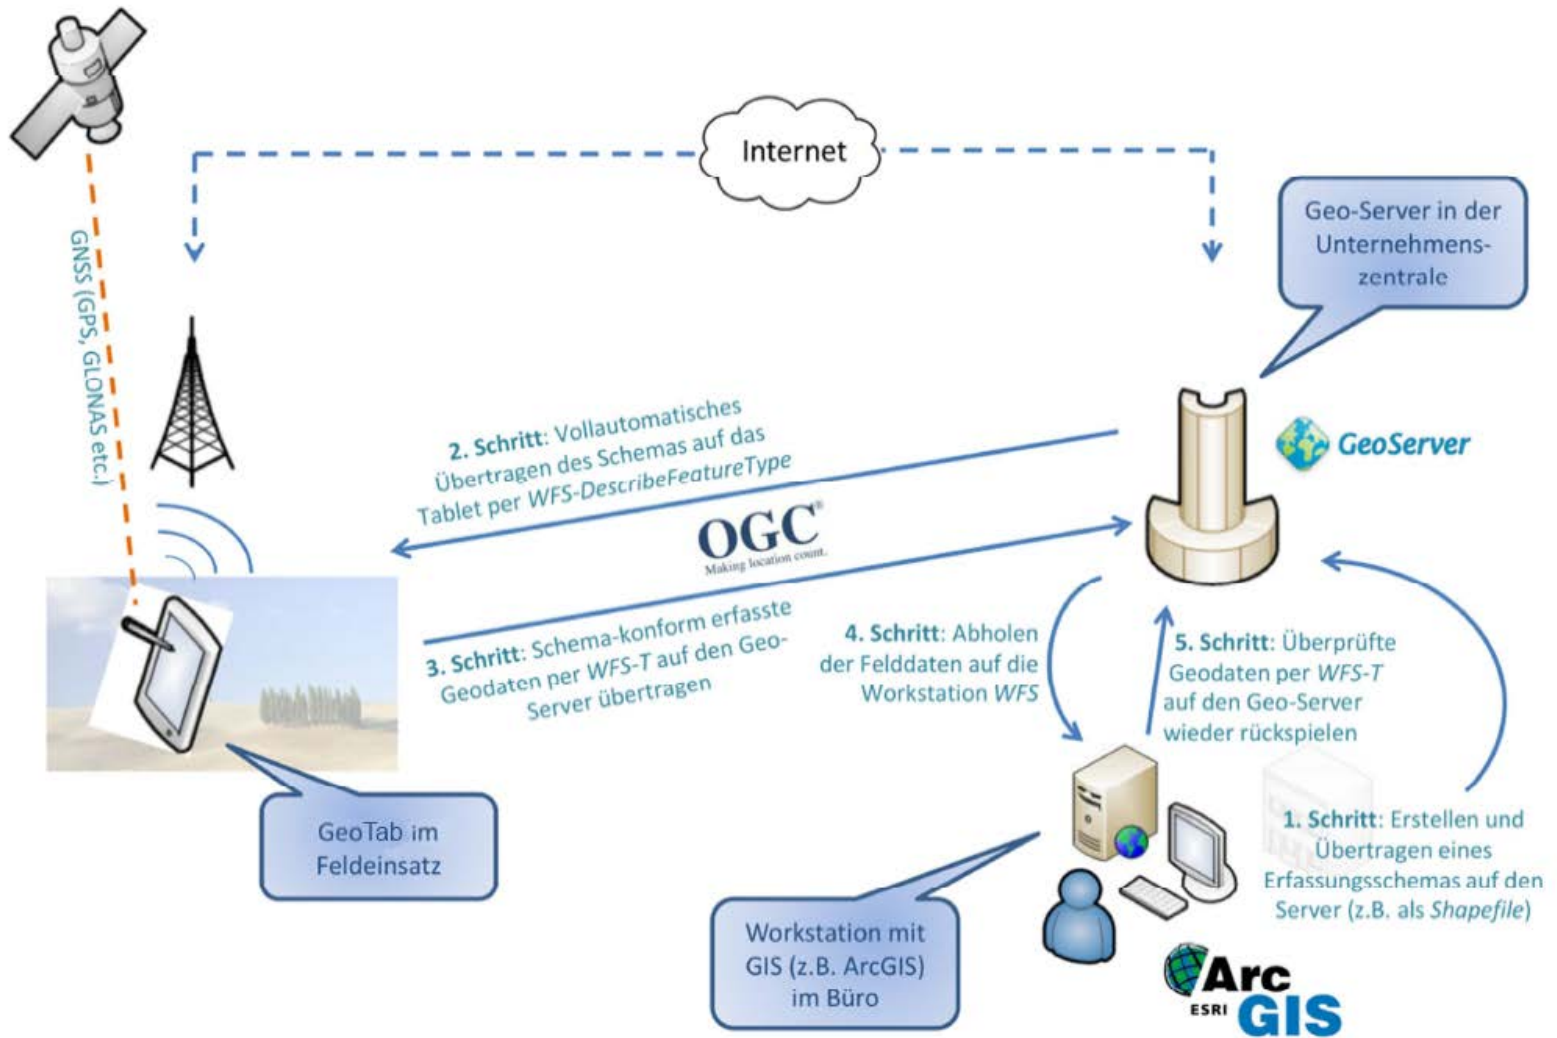 Internet
Geo-Server in der
Unternehmens-
zentrale
GNSS (GPS, GLONAS etc.)
2. Schritt: Vollautomatisches
Übertragen des Schemas auf das
Tablet per WFS-DescribeFeatureType
GeoServer
OGC®
Making location count.
3. Schritt: Schema-konform erfasste
Geodaten per WFS-T auf den Geo-
Server übertragen
4. Schritt: Abholen
der Felddaten auf die
Workstation WFS
5. Schritt: Überprüfte
Geodaten per WFS-T
auf den Geo-Server
wieder rückspielen
1. Schritt: Erstellen und
Übertragen eines
Erfassungsschemas auf den
Server (z.B. als Shapefile)
GeoTab im
Feldeinsatz
Workstation mit
GIS (z.B. ArcGIS)
im Büro
Arc
ESRI GIS